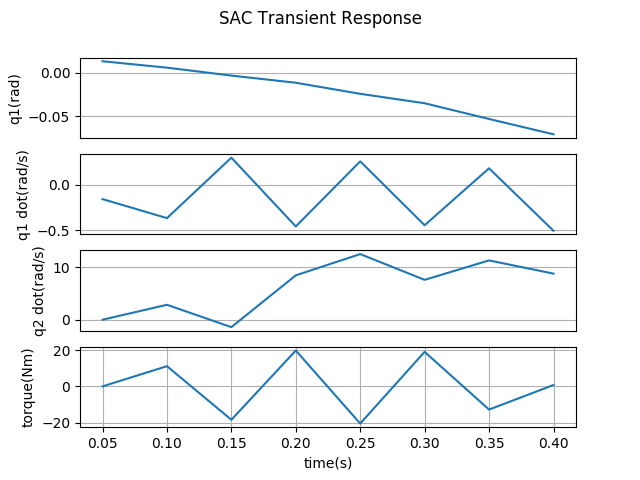 SAC Transient Response
q1(rad)
0.00
−0.05
q1 dot(rad/s)
0.0
−0.5
q2 dot(rad/s)
10
0
torque(Nm)
20
0
−20
0.05 0.10 0.15 0.20 0.25 0.30 0.35 0.40
time(s)